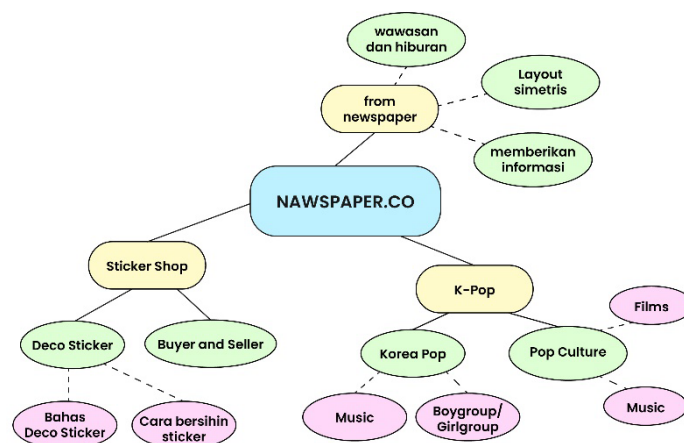 wawasan
dan hiburan
Layout
simetris
from
newspaper
memberikan
informasi
NAWSPAPER.CO
Sticker Shop
K-Pop
Films
Deco Sticker
Buyer and Seller
Korea Pop
Pop Culture
Bahas
Deco Sticker
Cara bersihin
sticker
Music
Boygroup/
Girlgroup
Music